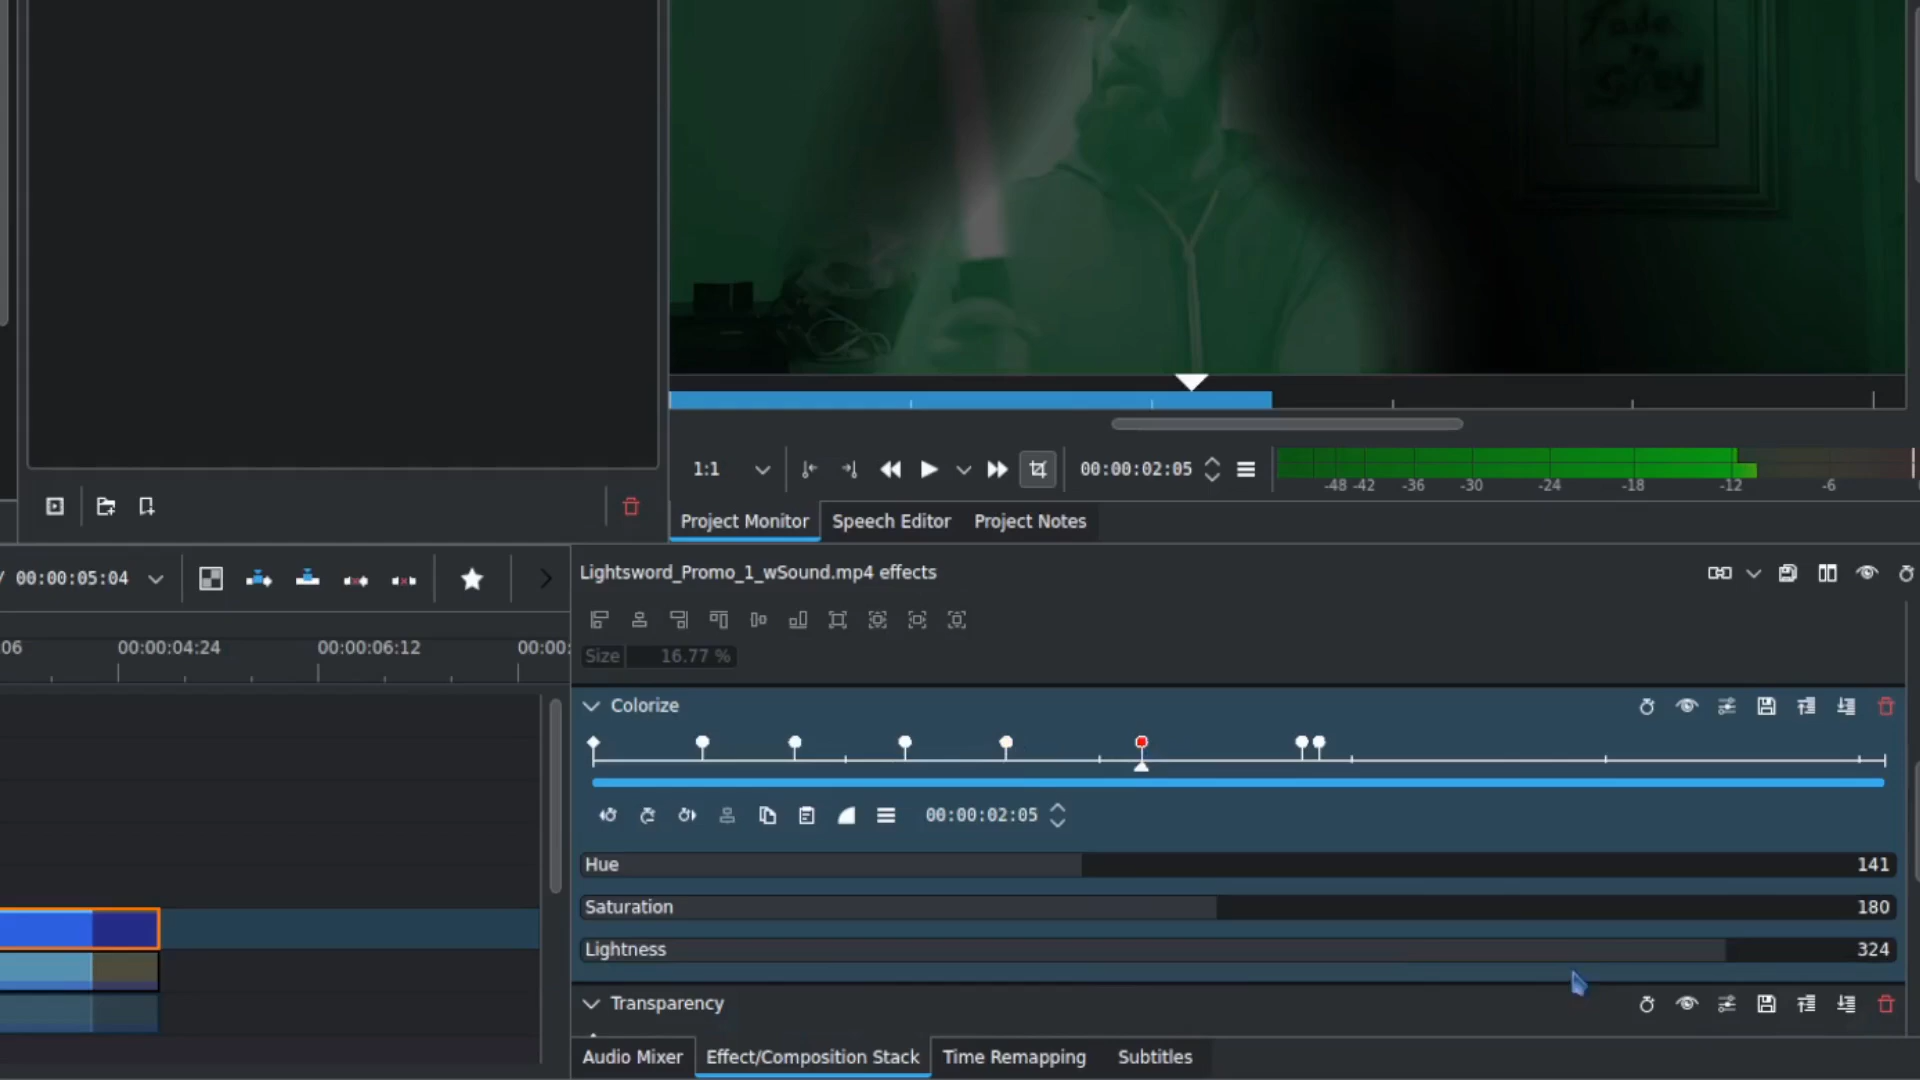 Fade
to
Grey
1:1
00:00:02:05
-48 -42 -36 -30 -24 -18 -12 -6
Project Monitor Speech Editor Project Notes
/ 00:00:05:04
Lightsword_Promo_1_wSound.mp4 effects
06 00:00:04:24 00:00:06:12 00:00:
Size 16.77 %
Colorize
00:00:02:05
Hue 141
Saturation 180
Lightness 324
Transparency
Audio Mixer Effect/Composition Stack Time Remapping Subtitles